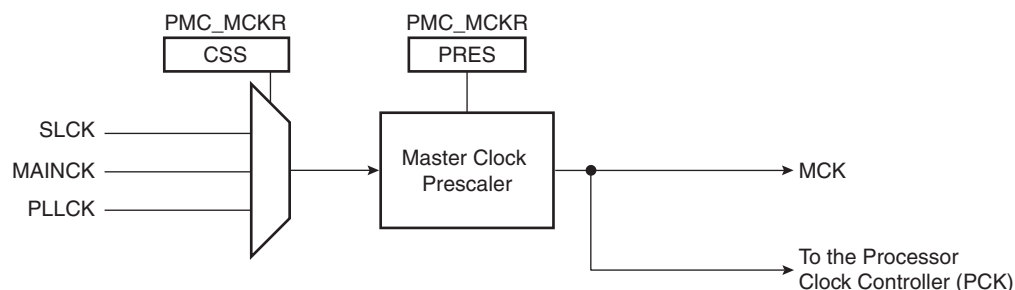 PMC_MCKR
CSS
PMC_MCKR
PRES
SLCK
MAINCK
PLLCK
Master Clock
Prescaler
MCK
To the Processor
Clock Controller (PCK)